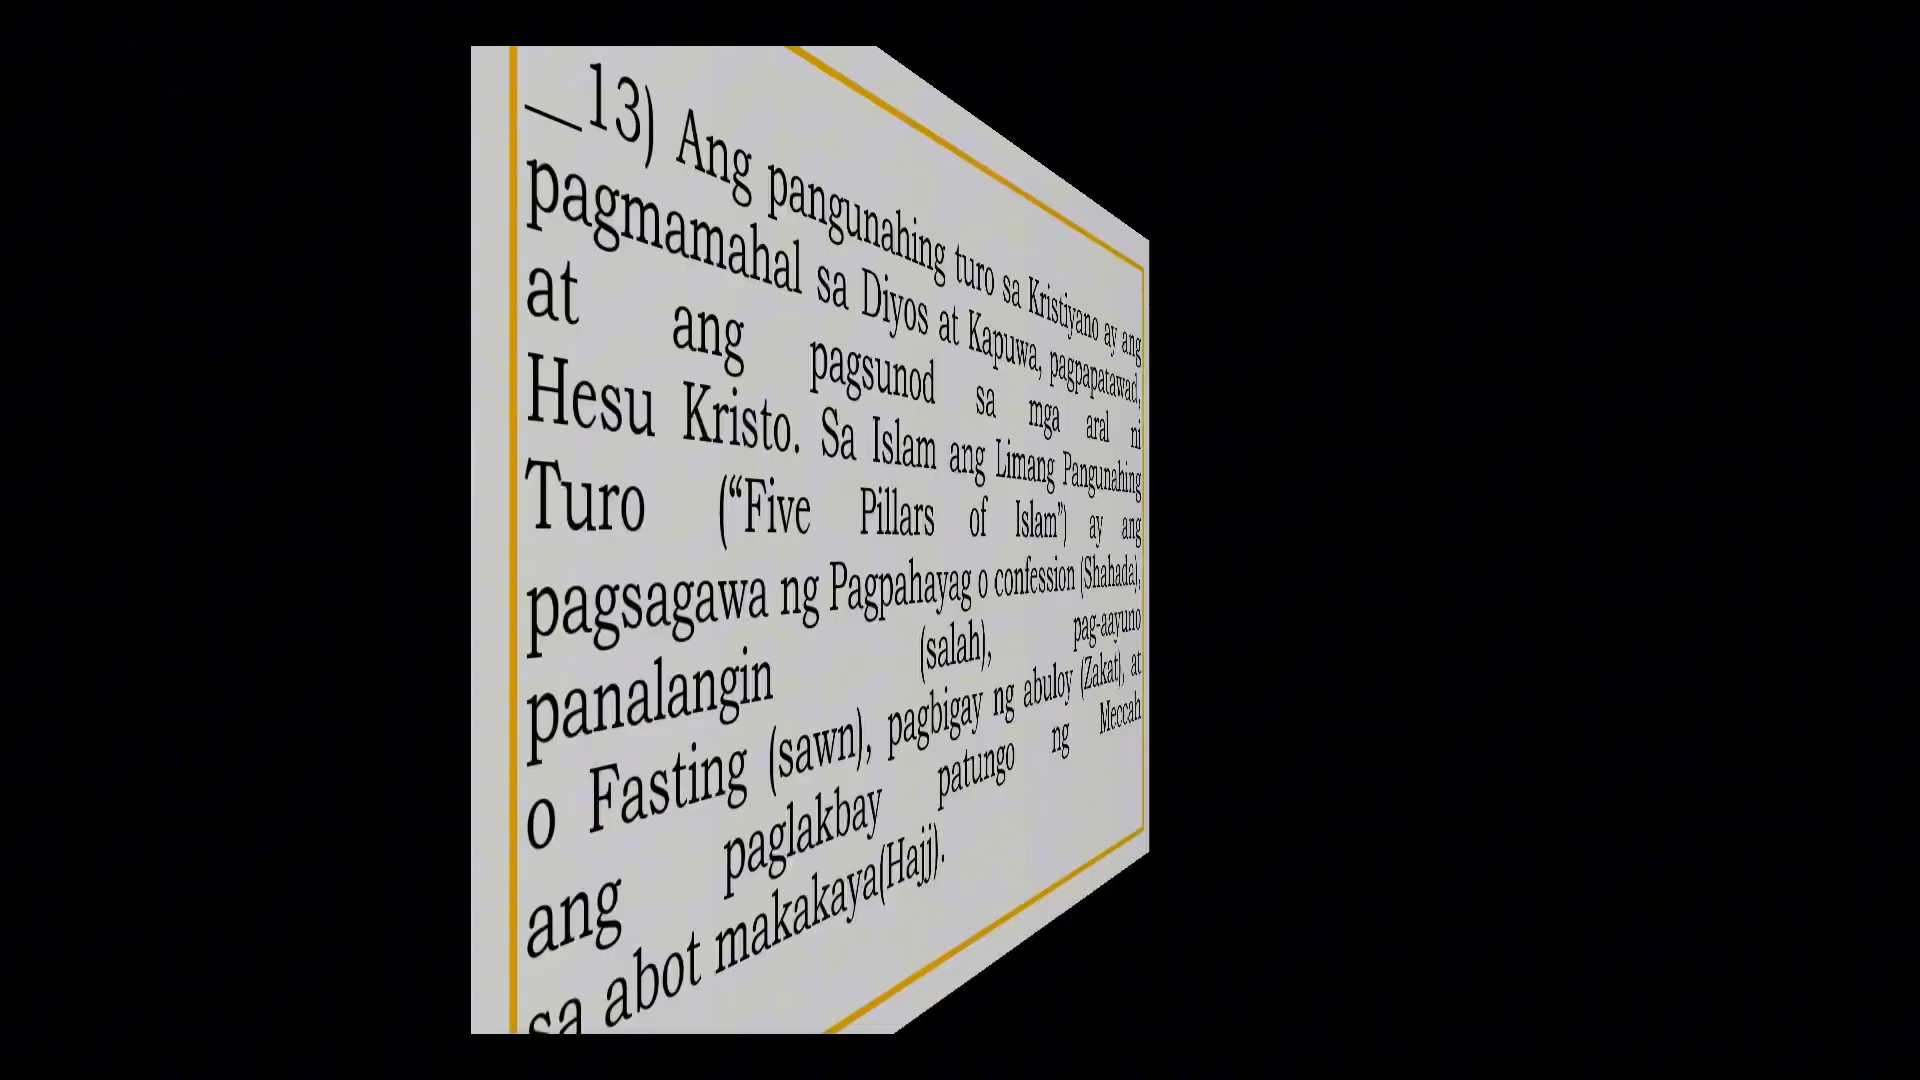 __13) Ang pangunahing turo sa Kristiyano ay ang
pagmamahal sa Diyos at Kapuwa, pagpapatawad,
at ang pagsunod sa mga aral ni
Hesu Kristo. Sa Islam ang Limang Pangunahing
Turo (“Five Pillars of Islam”) ay ang
pagsagawa ng Pagpahayag o confession (Shahada),
panalangin (salah), pag-aayuno
o Fasting (sawn), pagbigay ng abuloy (Zakat), at
ang paglakbay patungo ng Meccah
sa abot makakaya(Hajj).